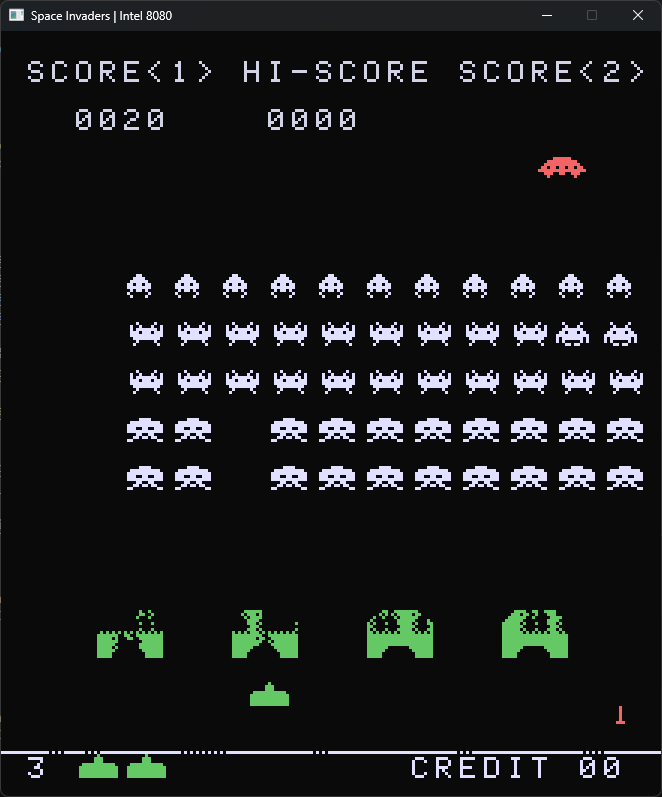 Space Invaders | Intel 8080
SCORE<1> HI-SCORE SCORE<2>
0020 0000
3 CREDIT 00